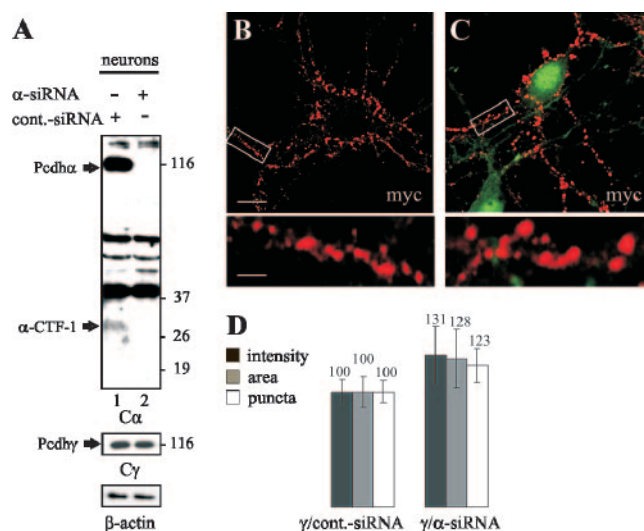 A
neurons
α-siRNA - +
cont.-siRNA + -
Pcdhα
116
37
α-CTF-1
26
19
1 2
Cα
Pcdhγ
116
Cγ
β-actin
B
myc
C
myc
D
intensity
area
puncta
100 100 100
131 128 123
γ/cont.-siRNA
γ/α-siRNA